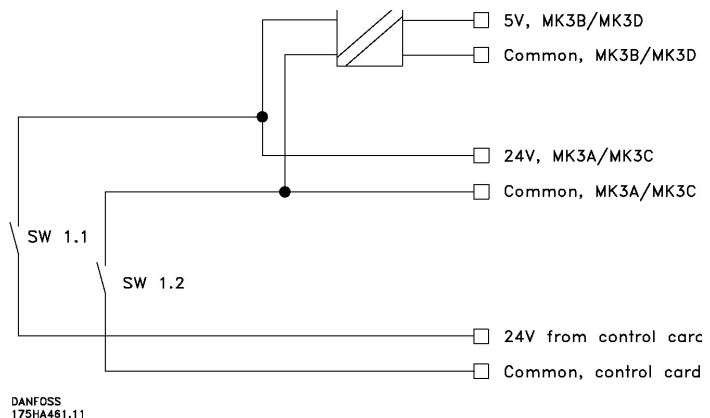 5V, MK3B/MK3D
Common, MK3B/MK3D
24V, MK3A/MK3C
Common, MK3A/MK3C
SW 1.1
SW 1.2
24V from control card
Common, control card
DANFOSS
175HA461.11